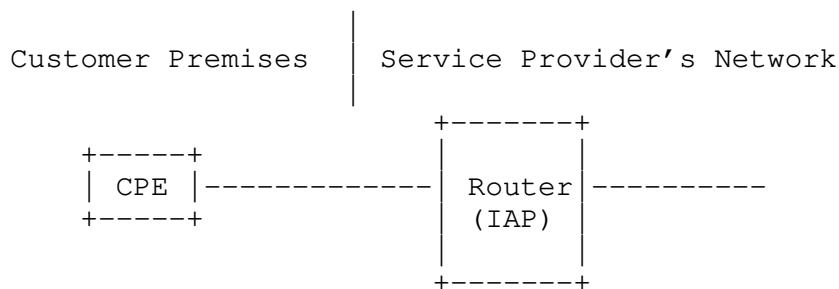 Customer Premises | Service Provider's Network
CPE
Router
(IAP)